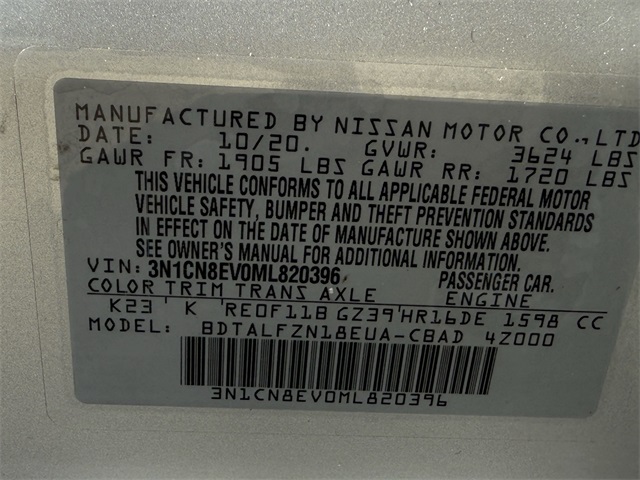 MANUFACTURED BY NISSAN MOTOR CO., LTD
DATE: 10/20. GVWR: 3624 LBS
GAWR FR: 1905 LBS GAWR RR: 1720 LBS
THIS VEHICLE CONFORMS TO ALL APPLICABLE FEDERAL MOTOR
VEHICLE SAFETY, BUMPER AND THEFT PREVENTION STANDARDS
IN EFFECT ON THE DATE OF MANUFACTURE SHOWN ABOVE.
SEE OWNER'S MANUAL FOR ADDITIONAL INFORMATION.
VIN: 3N1CN8EV0ML820396 PASSENGER CAR.
COLOR TRIM TRANS AXLE ENGINE
K23 K RE0F11B GZ39 HR16DE 1598 CC
MODEL: BDTALFZN18EUA-CBAD 4Z000
3N1CN8EV0ML820396